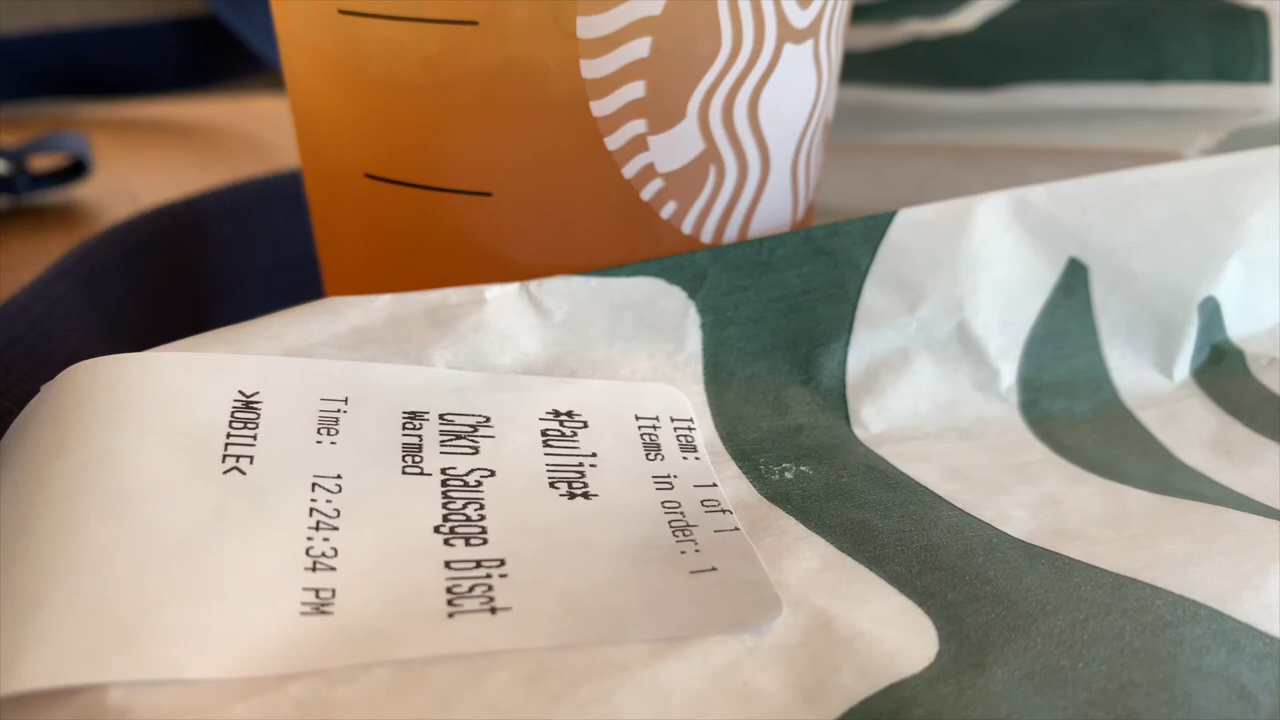 Item: 1 of 1
Items in order: 1
*Pauline*
Chkn Sausage Bisct
Warmed
Time: 12:24:34 PM
>MOBILE<